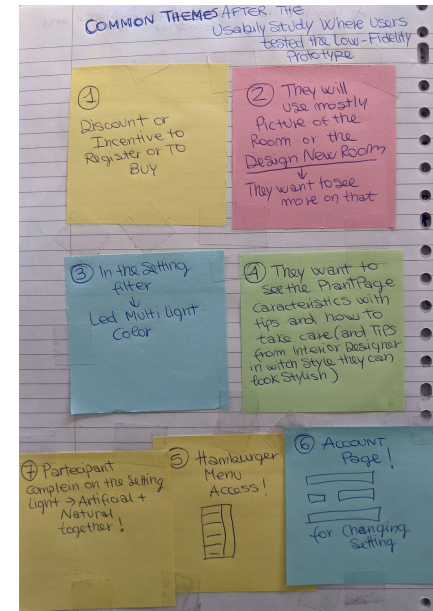 COMMON THEMES AFTER THE
Usabily Study Where users
tested the Low-Fidelity
Prototype
1
Discount or
Incentive to
Register or TO
BUY
2 They will
use mostly
Picture of the
Room or the
Design New Room
↓
They want to see
more on that
3 In the Setting
filter
↓
Led Multi Light
Color
4 They want to
see the PlantPage
Caracteristics with
tips and how to
take care (and Tips
from Interior Designer
in witch style they can
look stylish)
7 Partecipant
Complein on the Setting
light → Artificial +
Natural
together!
5 Hamburger
Menu
Access!
6 ACCOUNT
Page!
for Changing
Setting